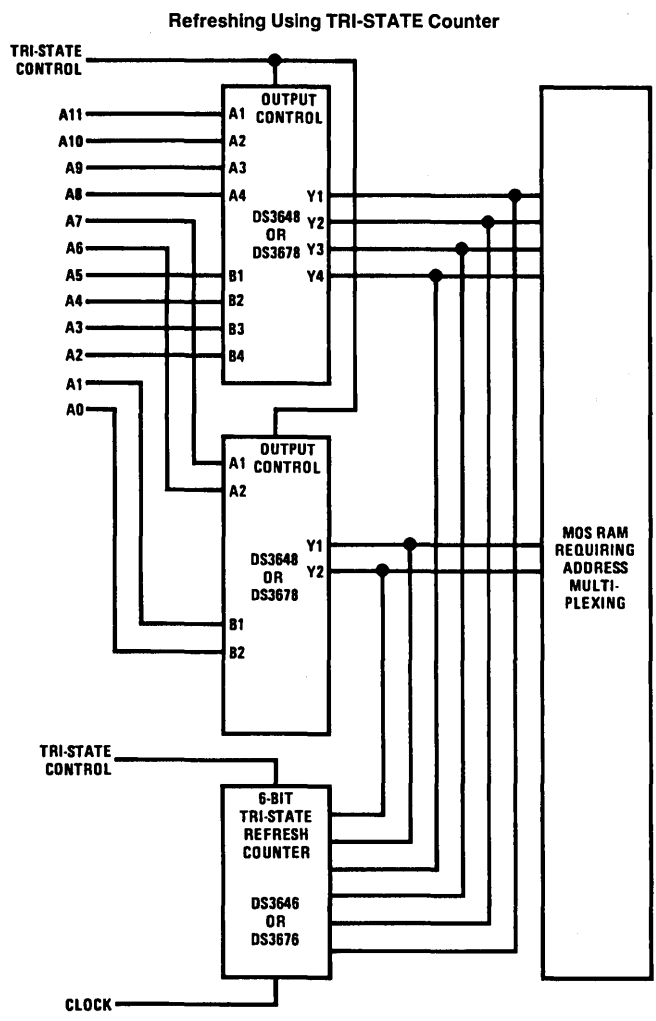 Refreshing Using TRI-STATE Counter
TRI-STATE
CONTROL
OUTPUT
CONTROL
A11
A10
A9
A8
A7
A6
A5
A4
A3
A2
A1
A0
A1
A2
A3
A4
B1
B2
B3
B4
DS3648
OR
DS3678
Y1
Y2
Y3
Y4
OUTPUT
CONTROL
A1
A2
DS3648
OR
DS3678
Y1
Y2
B1
B2
MOS RAM
REQUIRING
ADDRESS
MULTI-
PLEXING
TRI-STATE
CONTROL
6-BIT
TRI-STATE
REFRESH
COUNTER
DS3646
OR
DS3676
CLOCK